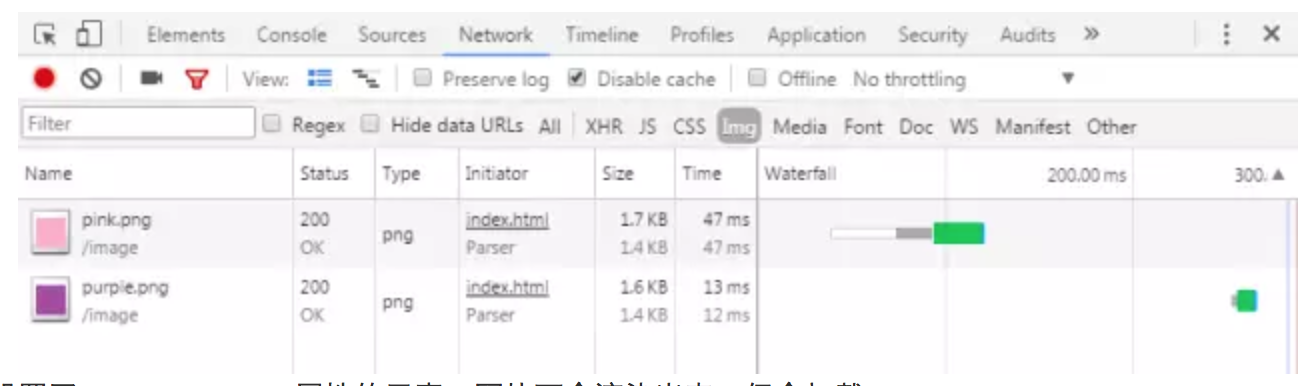 Elements Console Sources Network Timeline Profiles Application Security Audits »
View: Preserve log Disable cache Offline No throttling ▼
Filter Regex Hide data URLs All XHR JS CSS Img Media Font Doc WS Manifest Other
Name Status Type Initiator Size Time Waterfall 200.00 ms 300. ▲
pink.png 200 png index.html 1.7 KB 47 ms
/image OK Parser 1.4 KB 47 ms
purple.png 200 png index.html 1.6 KB 13 ms
/image OK Parser 1.4 KB 12 ms